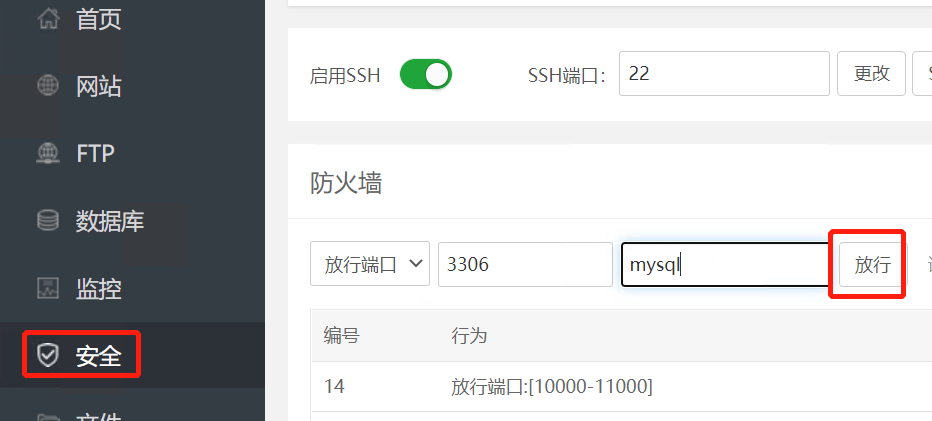 首页
网站
FTP
数据库
监控
安全
文件
启用SSH SSH端口： 22 更改
防火墙
放行端口 3306 mysql 放行
编号 行为
14 放行端口:[10000-11000]